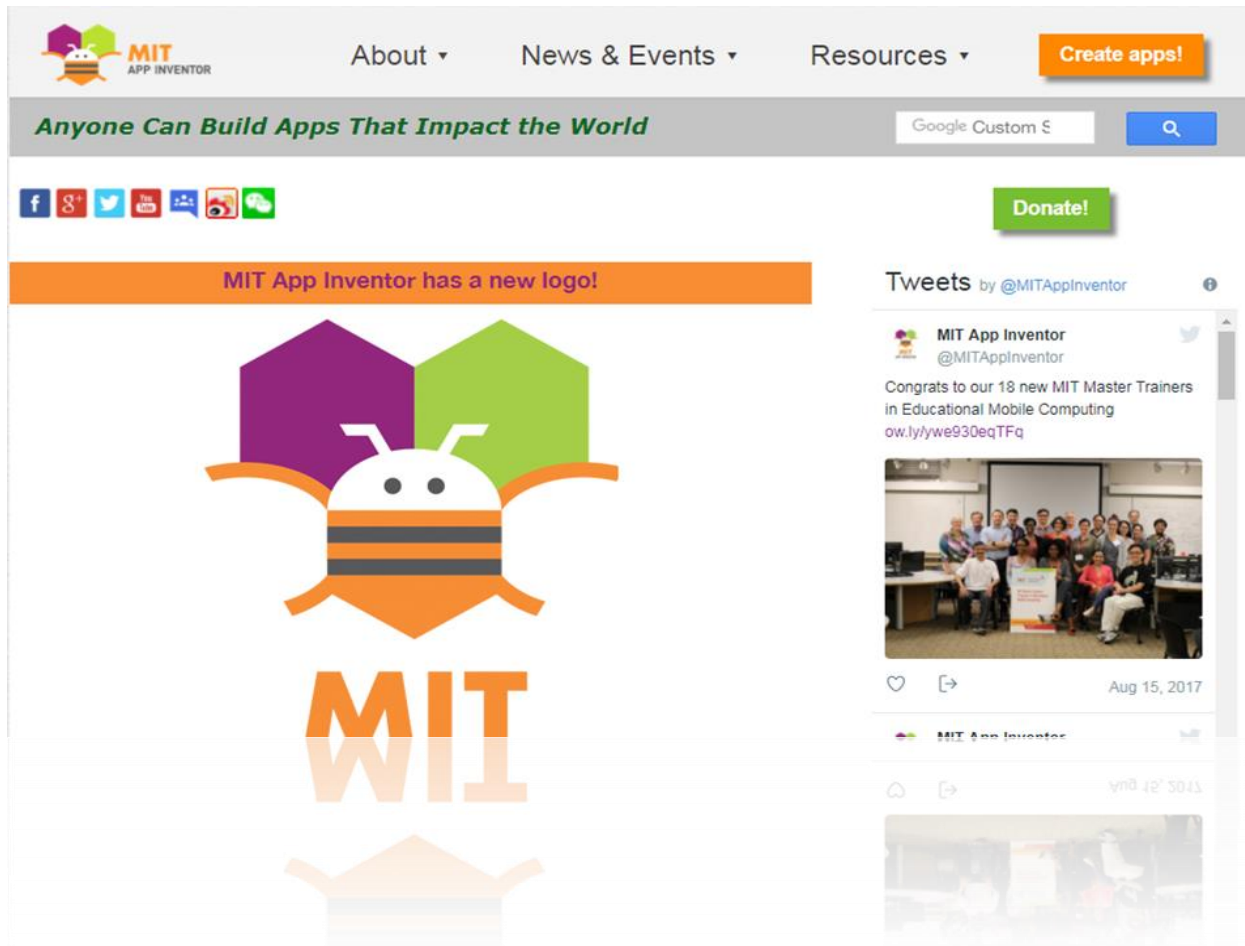 MIT
APP INVENTOR
About
News & Events
Resources
Create apps!
Anyone Can Build Apps That Impact the World
Google Custom S
f g+ You Tube
Donate!
MIT App Inventor has a new logo!
MIT
Tweets by @MITAppInventor
MIT App Inventor
@MITAppInventor
Congrats to our 18 new MIT Master Trainers
in Educational Mobile Computing
ow.ly/ywe930eqTFq
Aug 15, 2017
MIT App Inventor